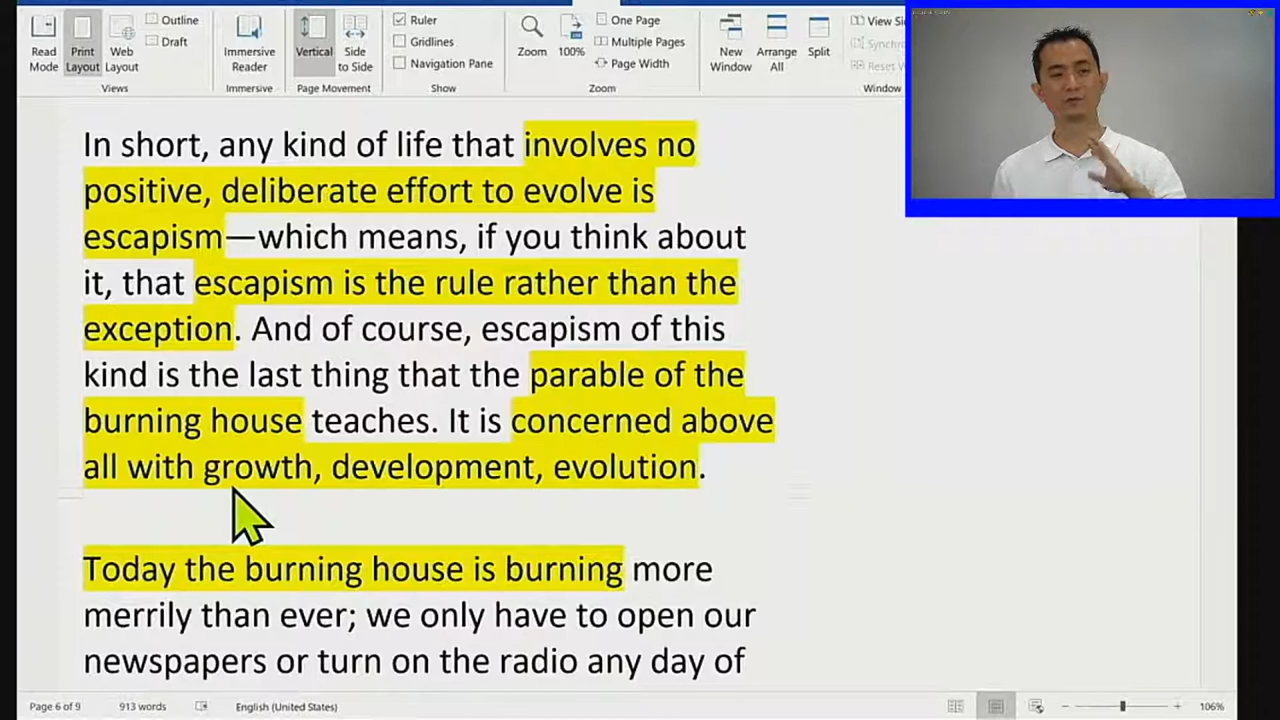 Read Mode
Print Layout
Web Layout
Outline
Draft
Views
Immersive Reader
Immersive
Vertical
Side to Side
Page Movement
Ruler
Gridlines
Navigation Pane
Show
Zoom
100%
One Page
Multiple Pages
Page Width
Zoom
New Window
Arrange All
Split
View Si
Synchr
Reset
Window
In short, any kind of life that involves no
positive, deliberate effort to evolve is
escapism—which means, if you think about
it, that escapism is the rule rather than the
exception. And of course, escapism of this
kind is the last thing that the parable of the
burning house teaches. It is concerned above
all with growth, development, evolution.
Today the burning house is burning more
merrily than ever; we only have to open our
newspapers or turn on the radio any day of
Page 6 of 9
913 words
English (United States)
106%